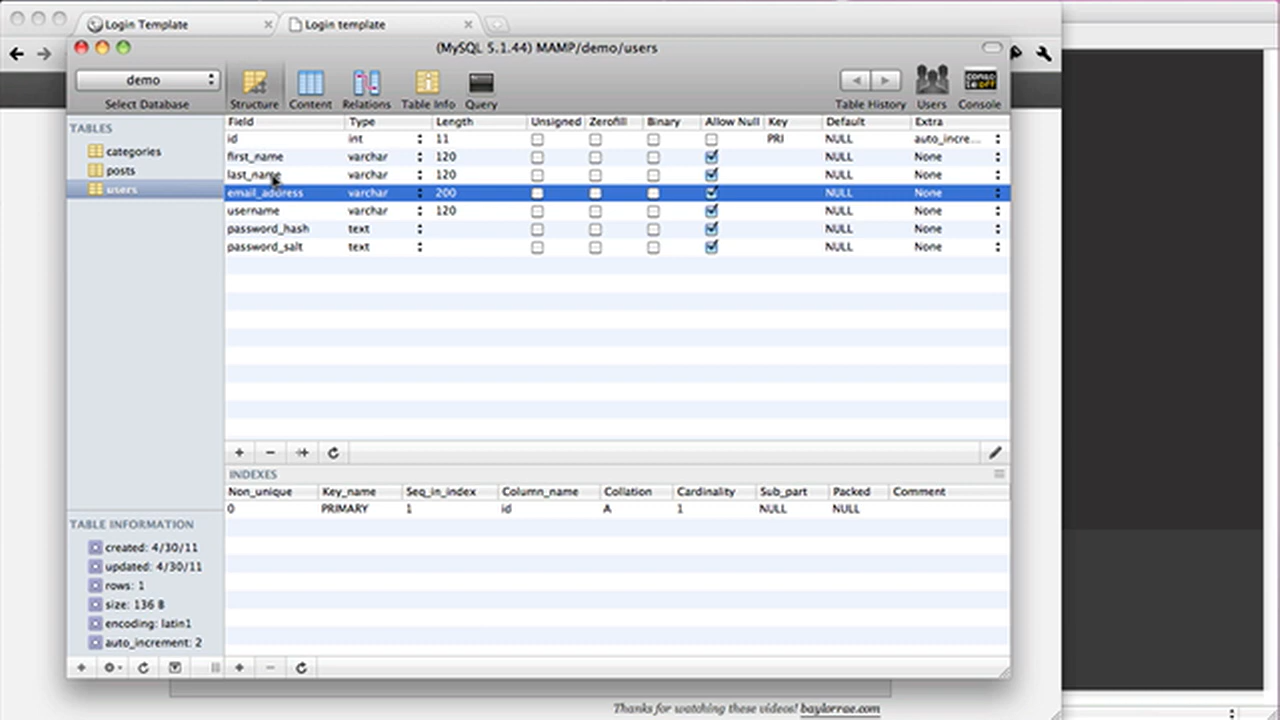 Login Template
Login template
(MySQL 5.1.44) MAMP/demo/users
demo
Select Database
Structure Content Relations Table Info Query
Table History Users Console
TABLES
categories
posts
users
Field Type Length Unsigned Zerofill Binary Allow Null Key Default Extra
id int 11 PRI NULL auto_incre...
first_name varchar 120 NULL None
last_name varchar 120 NULL None
email_address varchar 200 NULL None
username varchar 120 NULL None
password_hash text NULL None
password_salt text NULL None
INDEXES
Non_unique Key_name Seq_in_index Column_name Collation Cardinality Sub_part Packed Comment
0 PRIMARY 1 id A 1 NULL NULL
TABLE INFORMATION
created: 4/30/11
updated: 4/30/11
rows: 1
size: 136 B
encoding: latin1
auto_increment: 2
Thanks for watching these videos! baylorrae.com